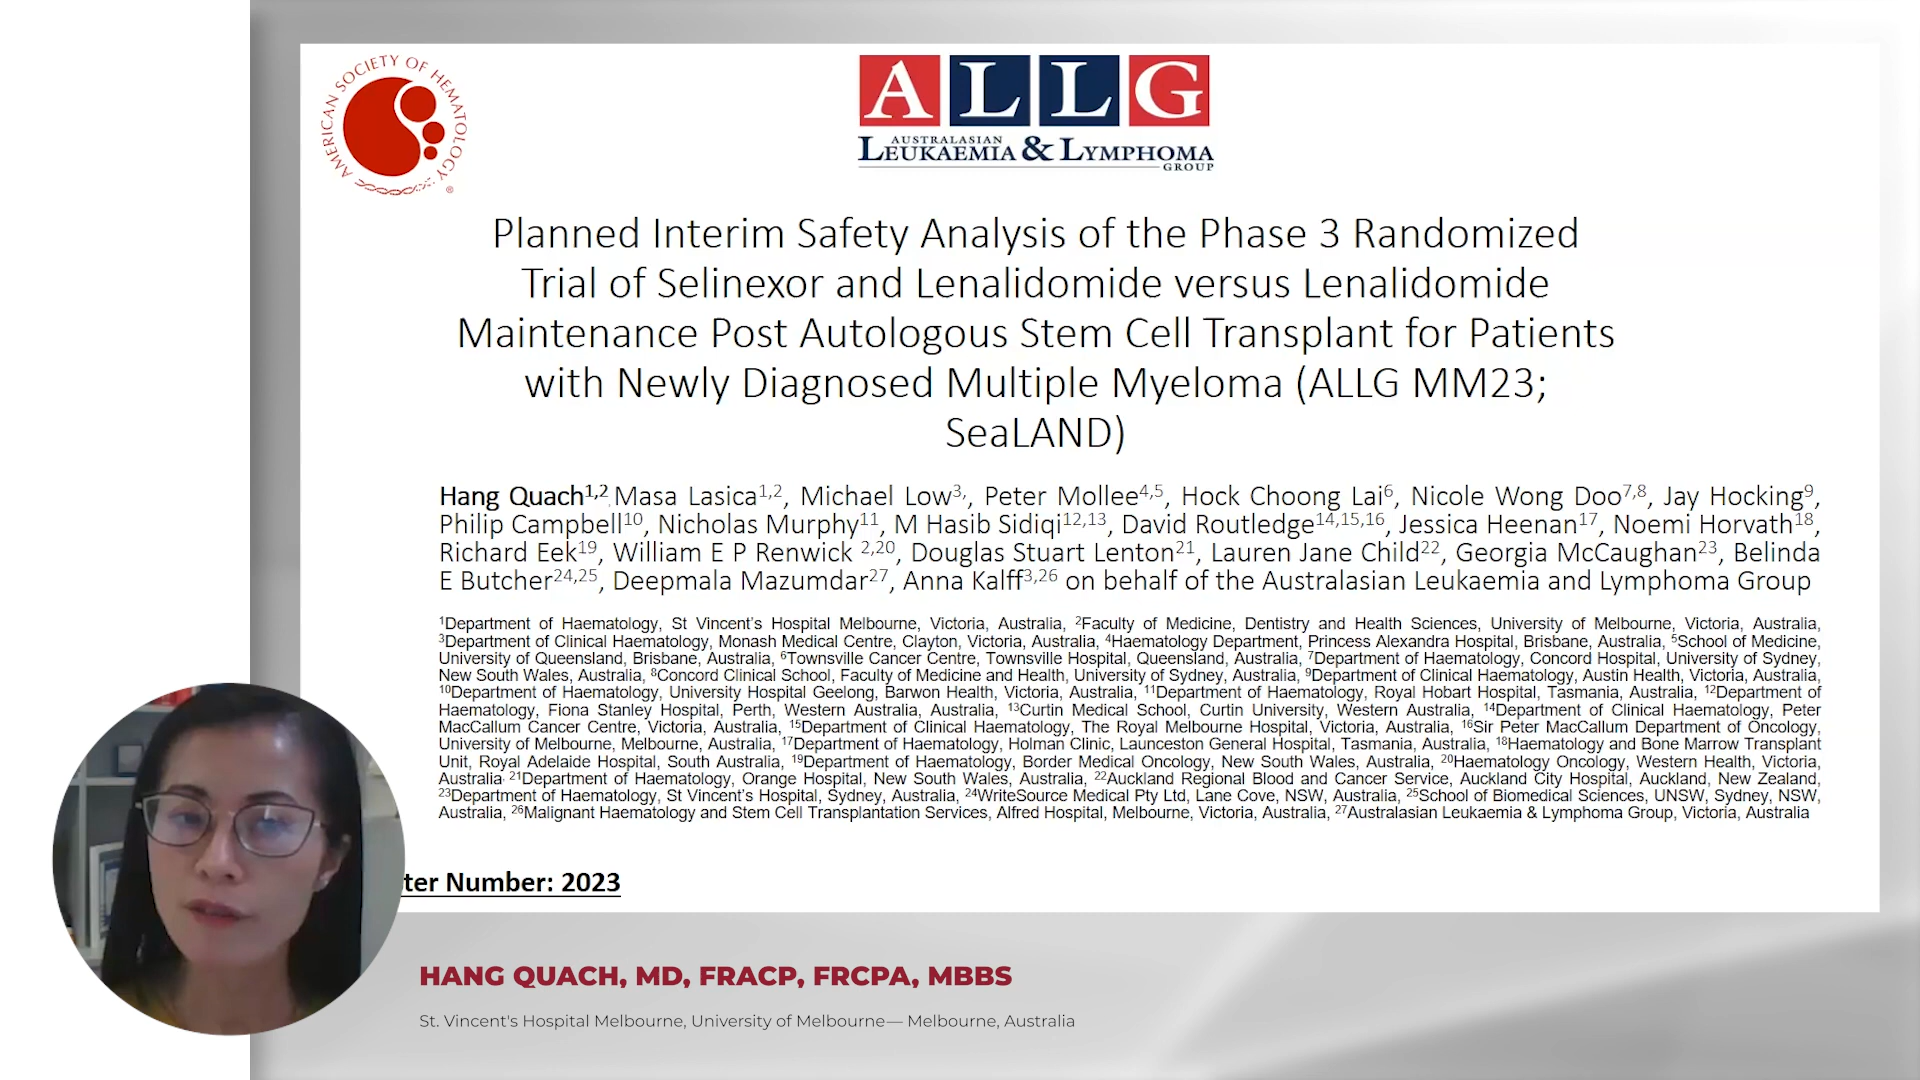 AMERICAN SOCIETY OF HEMATOLOGY
®
ALLG
AUSTRALASIAN
LEUKAEMIA & LYMPHOMA
GROUP
Planned Interim Safety Analysis of the Phase 3 Randomized
Trial of Selinexor and Lenalidomide versus Lenalidomide
Maintenance Post Autologous Stem Cell Transplant for Patients
with Newly Diagnosed Multiple Myeloma (ALLG MM23;
SeaLAND)
Hang Quach1,2 Masa Lasica1,2, Michael Low3,, Peter Mollee4,5, Hock Choong Lai6, Nicole Wong Doo7,8, Jay Hocking9,
Philip Campbell10, Nicholas Murphy11, M Hasib Sidiqi12,13, David Routledge14,15,16, Jessica Heenan17, Noemi Horvath18,
Richard Eek19, William E P Renwick 2,20, Douglas Stuart Lenton21, Lauren Jane Child22, Georgia McCaughan23, Belinda
E Butcher24,25, Deepmala Mazumdar27, Anna Kalff3,26 on behalf of the Australasian Leukaemia and Lymphoma Group
1Department of Haematology, St Vincent's Hospital Melbourne, Victoria, Australia, 2Faculty of Medicine, Dentistry and Health Sciences, University of Melbourne, Victoria, Australia,
3Department of Clinical Haematology, Monash Medical Centre, Clayton, Victoria, Australia, 4Haematology Department, Princess Alexandra Hospital, Brisbane, Australia, 5School of Medicine,
University of Queensland, Brisbane, Australia, 6Townsville Cancer Centre, Townsville Hospital, Queensland, Australia, 7Department of Haematology, Concord Hospital, University of Sydney,
New South Wales, Australia, 8Concord Clinical School, Faculty of Medicine and Health, University of Sydney, Australia, 9Department of Clinical Haematology, Austin Health, Victoria, Australia,
10Department of Haematology, University Hospital Geelong, Barwon Health, Victoria, Australia, 11Department of Haematology, Royal Hobart Hospital, Tasmania, Australia, 12Department of
Haematology, Fiona Stanley Hospital, Perth, Western Australia, Australia, 13Curtin Medical School, Curtin University, Western Australia, 14Department of Clinical Haematology, Peter
MacCallum Cancer Centre, Victoria, Australia, 15Department of Clinical Haematology, The Royal Melbourne Hospital, Victoria, Australia, 16Sir Peter MacCallum Department of Oncology,
University of Melbourne, Melbourne, Australia, 17Department of Haematology, Holman Clinic, Launceston General Hospital, Tasmania, Australia, 18Haematology and Bone Marrow Transplant
Unit, Royal Adelaide Hospital, South Australia, 19Department of Haematology, Border Medical Oncology, New South Wales, Australia, 20Haematology Oncology, Western Health, Victoria,
Australia. 21Department of Haematology, Orange Hospital, New South Wales, Australia, 22Auckland Regional Blood and Cancer Service, Auckland City Hospital, Auckland, New Zealand,
23Department of Haematology, St Vincent's Hospital, Sydney, Australia, 24WriteSource Medical Pty Ltd, Lane Cove, NSW, Australia, 25School of Biomedical Sciences, UNSW, Sydney, NSW,
Australia, 26Malignant Haematology and Stem Cell Transplantation Services, Alfred Hospital, Melbourne, Victoria, Australia, 27Australasian Leukaemia & Lymphoma Group, Victoria, Australia
ter Number: 2023
HANG QUACH, MD, FRACP, FRCPA, MBBS
St. Vincent's Hospital Melbourne, University of Melbourne— Melbourne, Australia